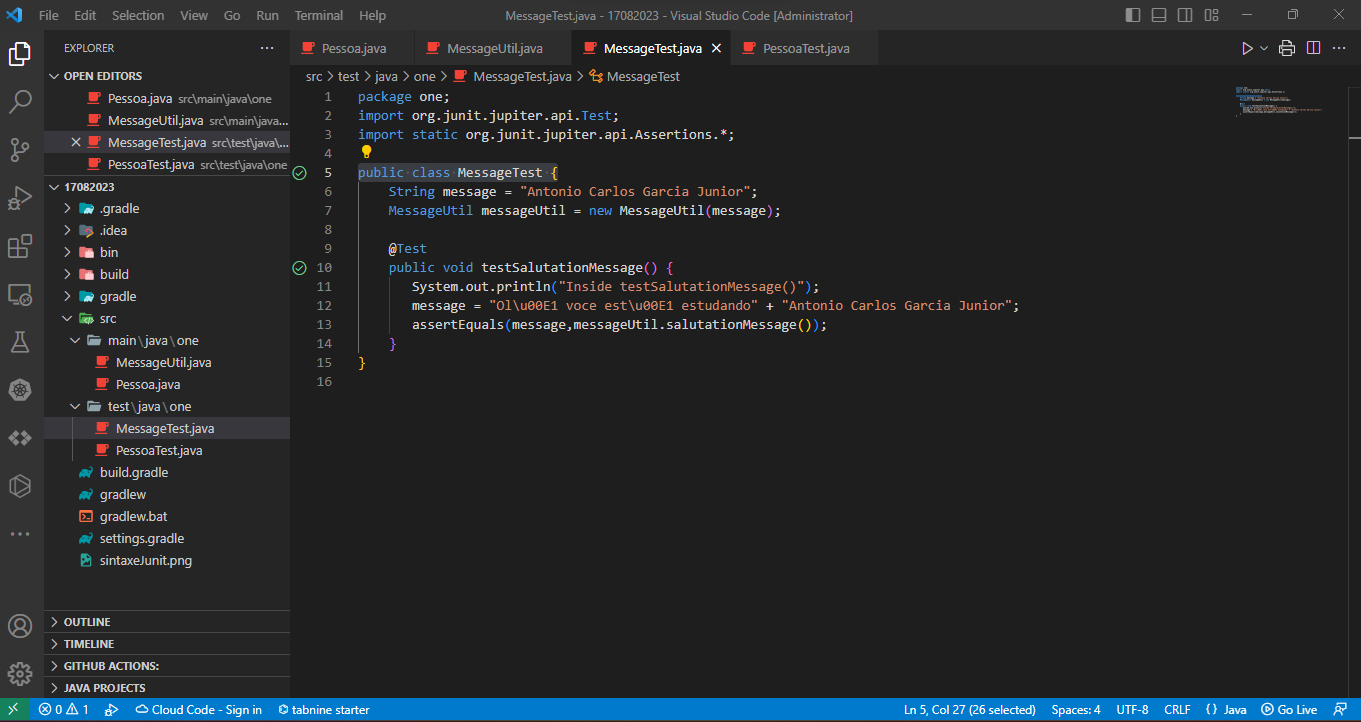 File Edit Selection View Go Run Terminal Help MessageTest.java - 17082023 - Visual Studio Code [Administrator]
EXPLORER
OPEN EDITORS
Pessoa.java src\main\java\one
MessageUtil.java src\main\java...
MessageTest.java src\test\java\...
PessoaTest.java src\test\java\one
17082023
.gradle
.idea
bin
build
gradle
src
main\java\one
MessageUtil.java
Pessoa.java
test\java\one
MessageTest.java
PessoaTest.java
build.gradle
gradlew
gradlew.bat
settings.gradle
sintaxeJunit.png
OUTLINE
TIMELINE
GITHUB ACTIONS:
JAVA PROJECTS
Pessoa.java MessageUtil.java MessageTest.java PessoaTest.java
src > test > java > one > MessageTest.java > MessageTest
1 package one;
2 import org.junit.jupiter.api.Test;
3 import static org.junit.jupiter.api.Assertions.*;
4
5 public class MessageTest {
6 String message = "Antonio Carlos Garcia Junior";
7 MessageUtil messageUtil = new MessageUtil(message);
8
9 @Test
10 public void testSalutationMessage() {
11 System.out.println("Inside testSalutationMessage()");
12 message = "Ol\u00E1 voce est\u00E1 estudando" + "Antonio Carlos Garcia Junior";
13 assertEquals(message,messageUtil.salutationMessage());
14 }
15 }
16
0 1 Cloud Code - Sign in tabnine starter Ln 5, Col 27 (26 selected) Spaces: 4 UTF-8 CRLF {} Java Go Live